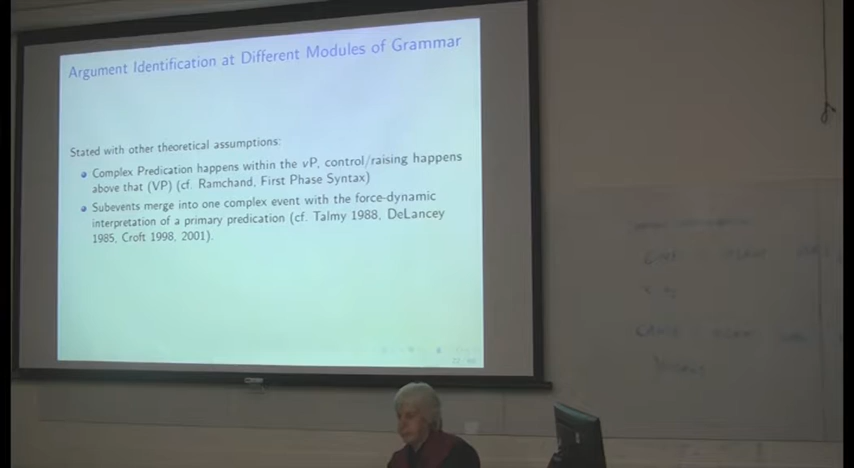 Argument Identification at Different Modules of Grammar
Stated with other theoretical assumptions:
Complex Predication happens within the vP, control/raising happens
above that (VP) (cf. Ramchand, First Phase Syntax)
Subevents merge into one complex event with the force-dynamic
interpretation of a primary predication (cf. Talmy 1988, DeLancey
1985, Croft 1998, 2001).